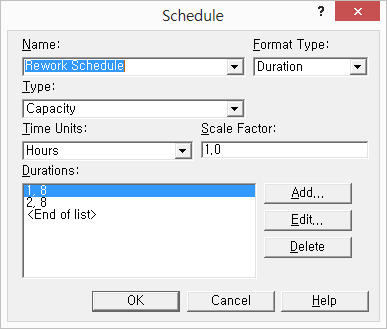 Schedule
? ×
Name:
Format Type:
Rework Schedule
Duration
Type:
Capacity
Time Units:
Scale Factor:
Hours
1.0
Durations:
1, 8
2, 8
<End of list>
Add...
Edit...
Delete
OK
Cancel
Help